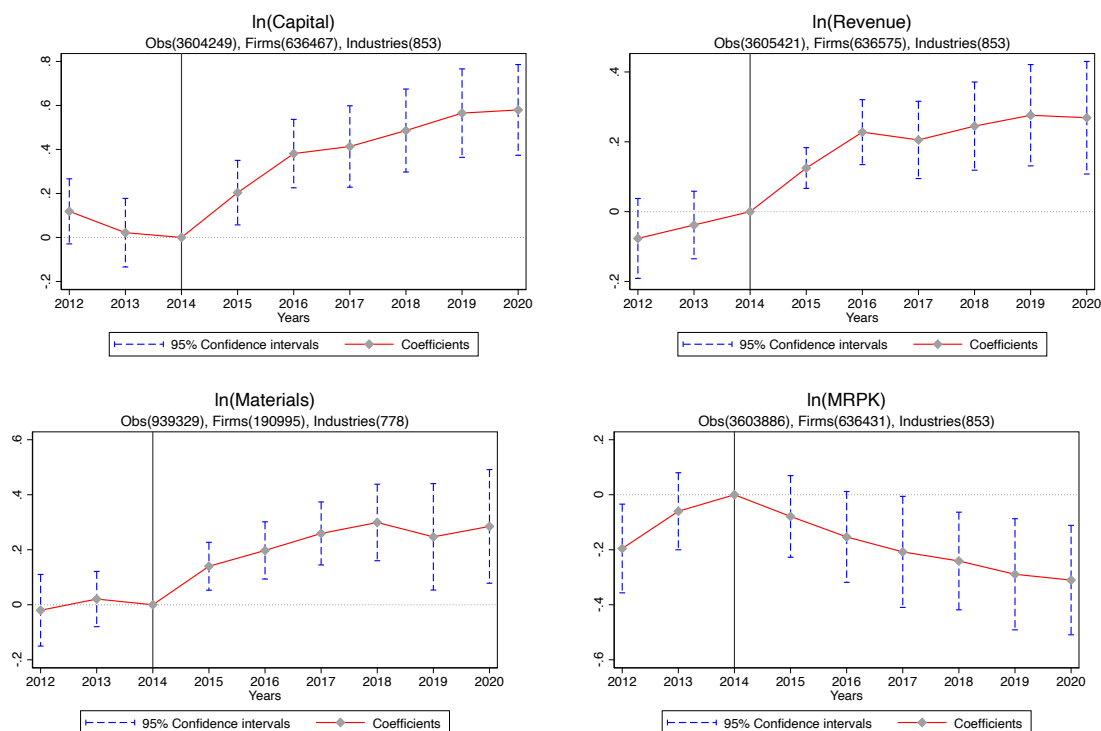 ln(Capital)
Obs(3604249), Firms(636467), Industries(853)
.8
.6
.4
.2
0
-.2
2012 2013 2014 2015 2016 2017 2018 2019 2020
Years
95% Confidence intervals Coefficients
ln(Revenue)
Obs(3605421), Firms(636575), Industries(853)
.4
.2
0
-.2
2012 2013 2014 2015 2016 2017 2018 2019 2020
Years
95% Confidence intervals Coefficients
ln(Materials)
Obs(939329), Firms(190995), Industries(778)
.6
.4
.2
0
-.2
2012 2013 2014 2015 2016 2017 2018 2019 2020
Years
95% Confidence intervals Coefficients
ln(MRPK)
Obs(3603886), Firms(636431), Industries(853)
.2
0
-.2
-.4
-.6
2012 2013 2014 2015 2016 2017 2018 2019 2020
Years
95% Confidence intervals Coefficients